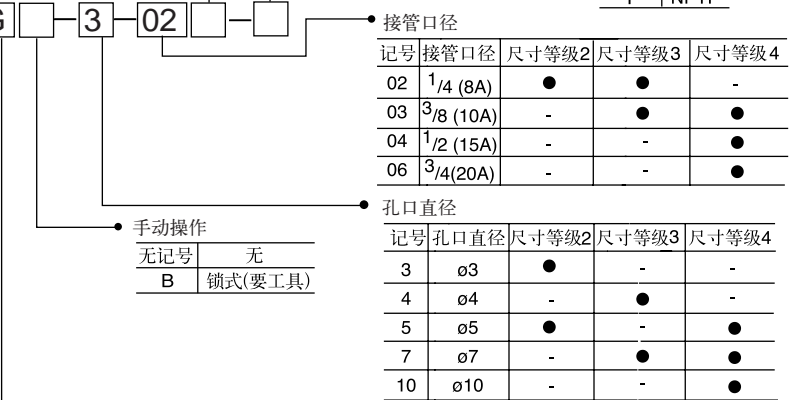 3 02
接管口径
记号 接管口径 尺寸等级2 尺寸等级3 尺寸等级4
02 1/4 (8A) ● ● -
03 3/8 (10A) - ● ●
04 1/2 (15A) - - ●
06 3/4(20A) - - ●
孔口直径
手动操作
无记号 无
B 锁式(要工具)
记号 孔口直径 尺寸等级2 尺寸等级3 尺寸等级4
3 ø3 ● - -
4 ø4 - ● -
5 ø5 ● - ●
7 ø7 - ● ●
10 ø10 - - ●